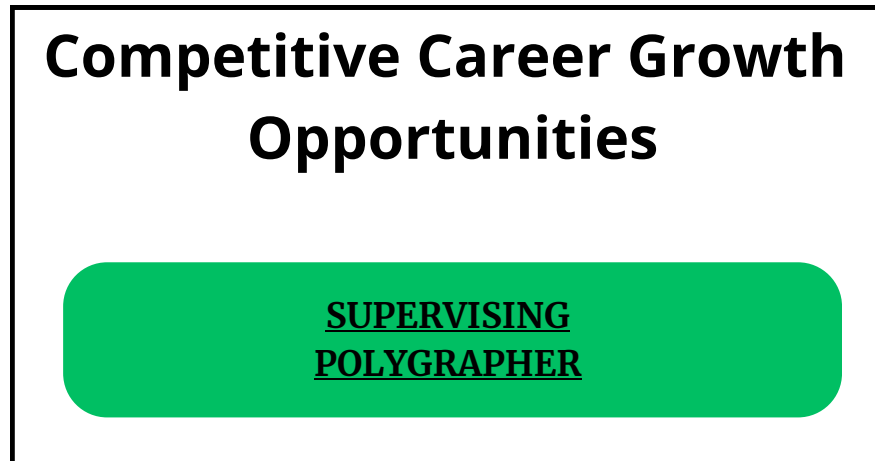 Competitive Career Growth
Opportunities
SUPERVISING
POLYGRAPHER